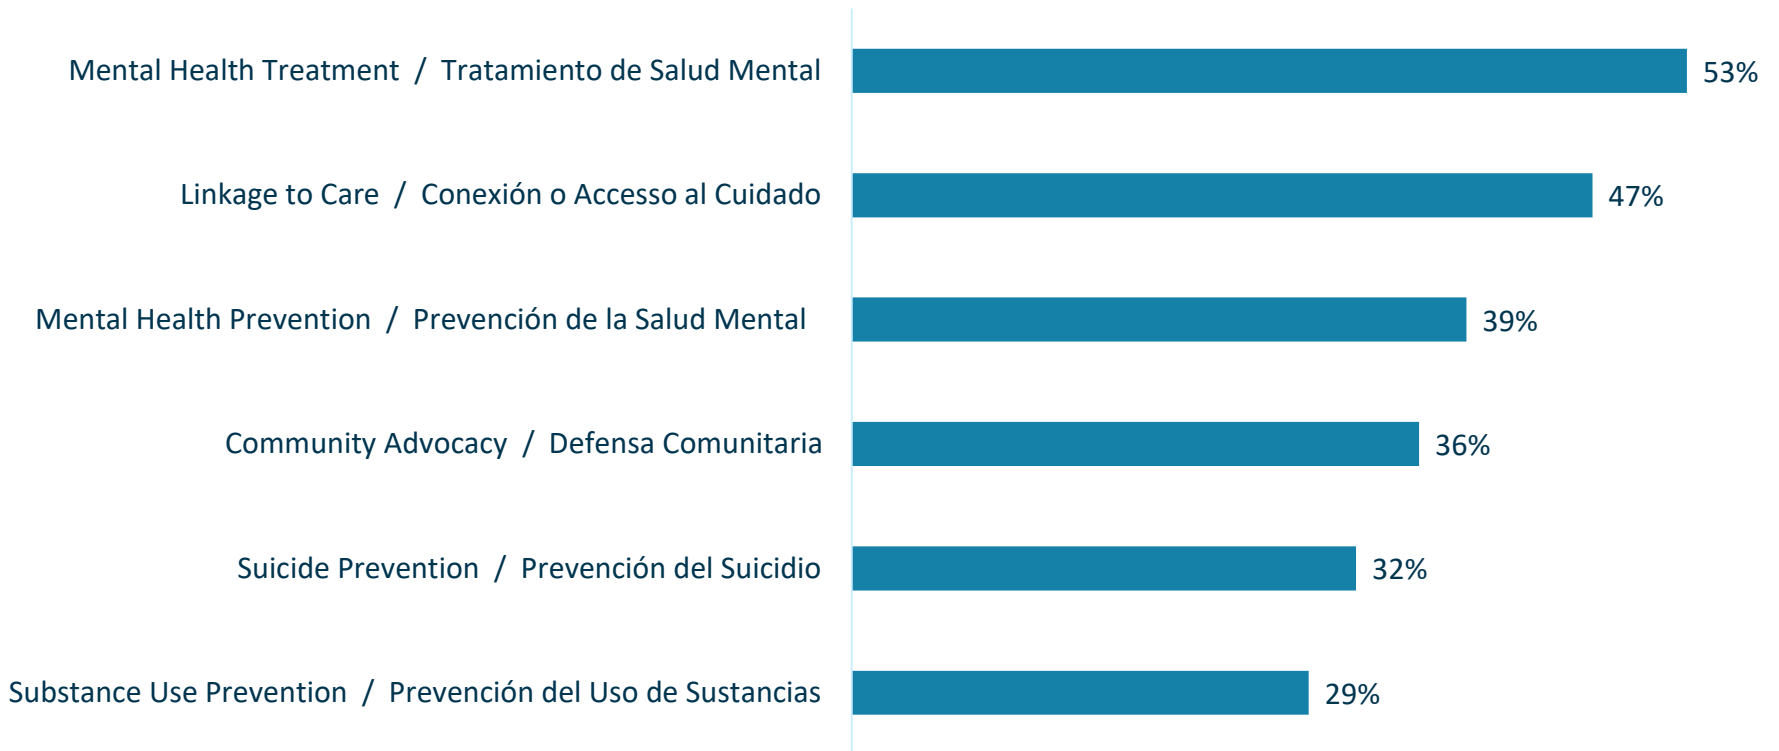 Mental Health Treatment / Tratamiento de Salud Mental 53%
Linkage to Care / Conexión o Accesso al Cuidado 47%
Mental Health Prevention / Prevención de la Salud Mental 39%
Community Advocacy / Defensa Comunitaria 36%
Suicide Prevention / Prevención del Suicidio 32%
Substance Use Prevention / Prevención del Uso de Sustancias 29%